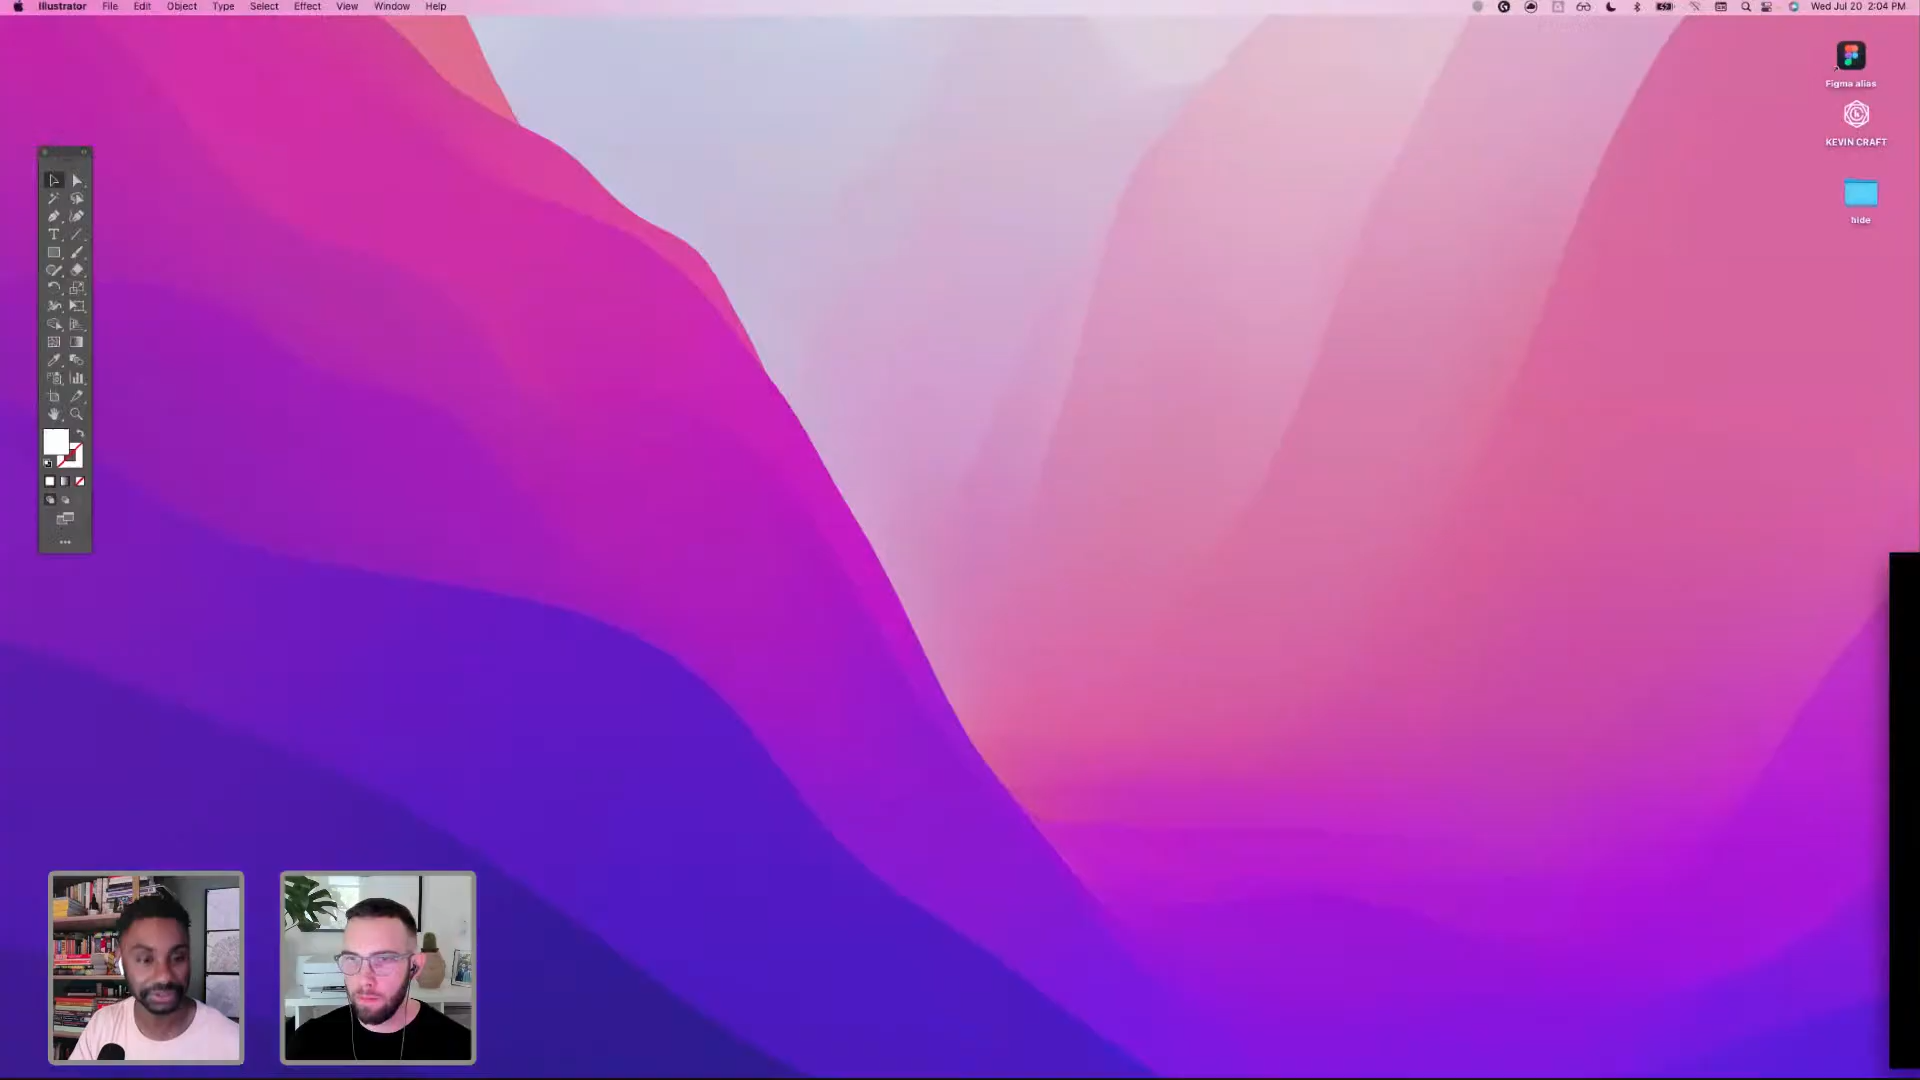 Illustrator File Edit Object Type Select Effect View Window Help Wed Jul 20 2:04 PM
Figma alias
KEVIN CRAFT
hide